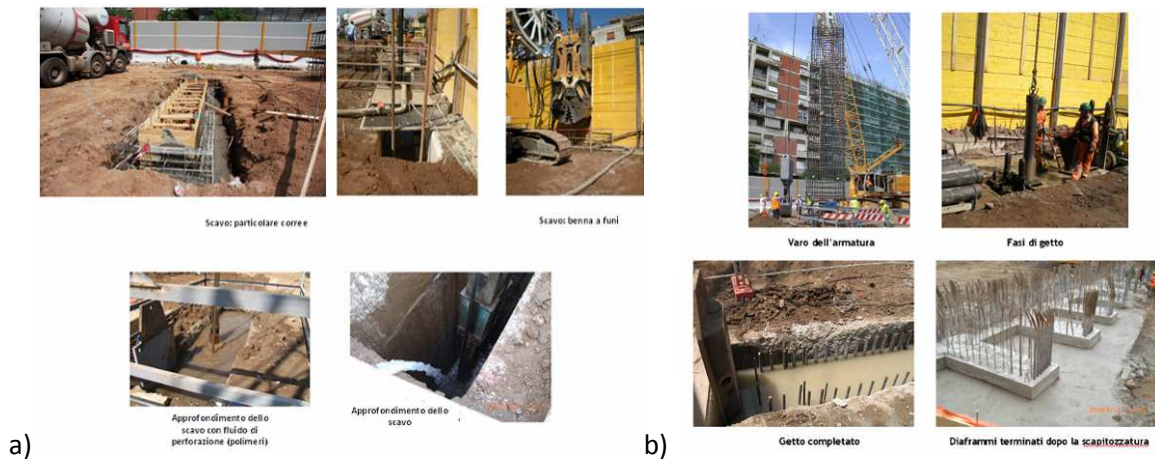 Scavo: particolare corree
Scavo: benna a funi
Approfondimento dello
scavo con fluido di
perforazione (polimeri)
Approfondimento dello
scavo
a)
Varo dell'armatura
Fasi di getto
Getto completato
Diaframmi terminati dopo la scapitozzatura
b)